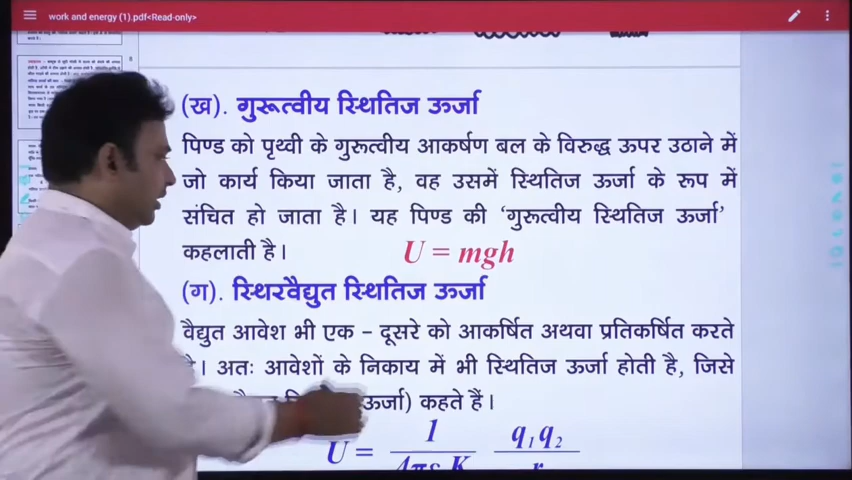 work and energy (1).pdf<Read-only>
(ख). गुरूत्वीय स्थितिज ऊर्जा
पिण्ड को पृथ्वी के गुरूत्वीय आकर्षण बल के विरुद्ध ऊपर उठाने में
जो कार्य किया जाता है, वह उसमें स्थितिज ऊर्जा के रूप में
संचित हो जाता है। यह पिण्ड की ‘गुरूत्वीय स्थितिज ऊर्जा’
कहलाती है। U = mgh
(ग). स्थिरवैद्युत स्थितिज ऊर्जा
वैद्युत आवेश भी एक – दूसरे को आकर्षित अथवा प्रतिकर्षित करते
है। अतः आवेशों के निकाय में भी स्थितिज ऊर्जा होती है, जिसे
ऊर्जा) कहते हैं।
U = 1 q₁q₂
4πε K r